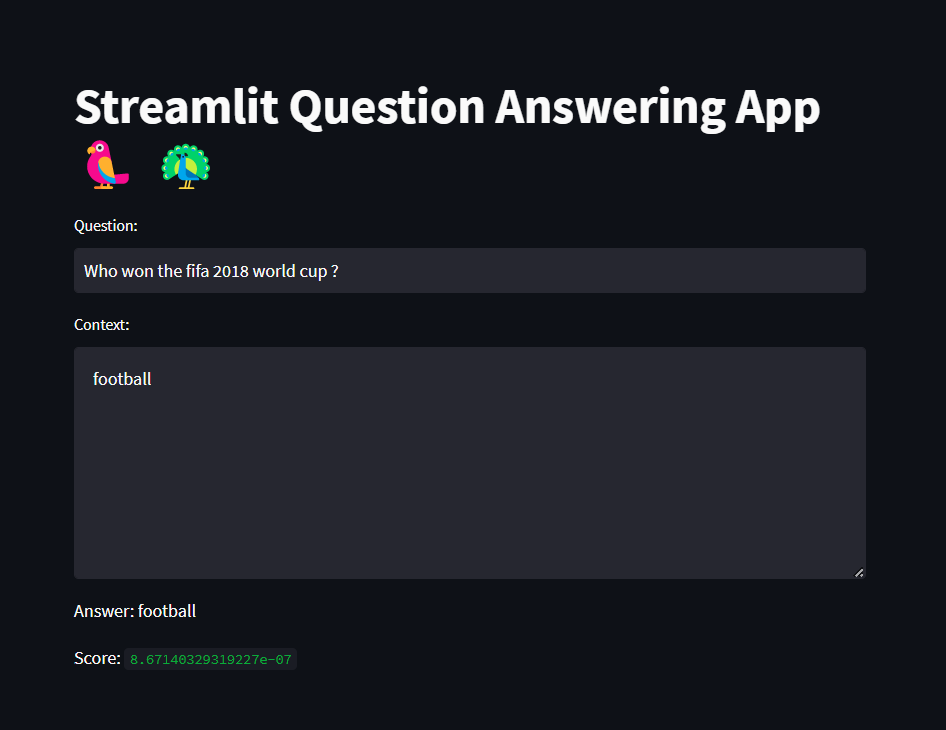 Streamlit Question Answering App
🦜 🦚
Question:
Who won the fifa 2018 world cup ?
Context:
football
Answer: football
Score: 8.67140329319227e-07